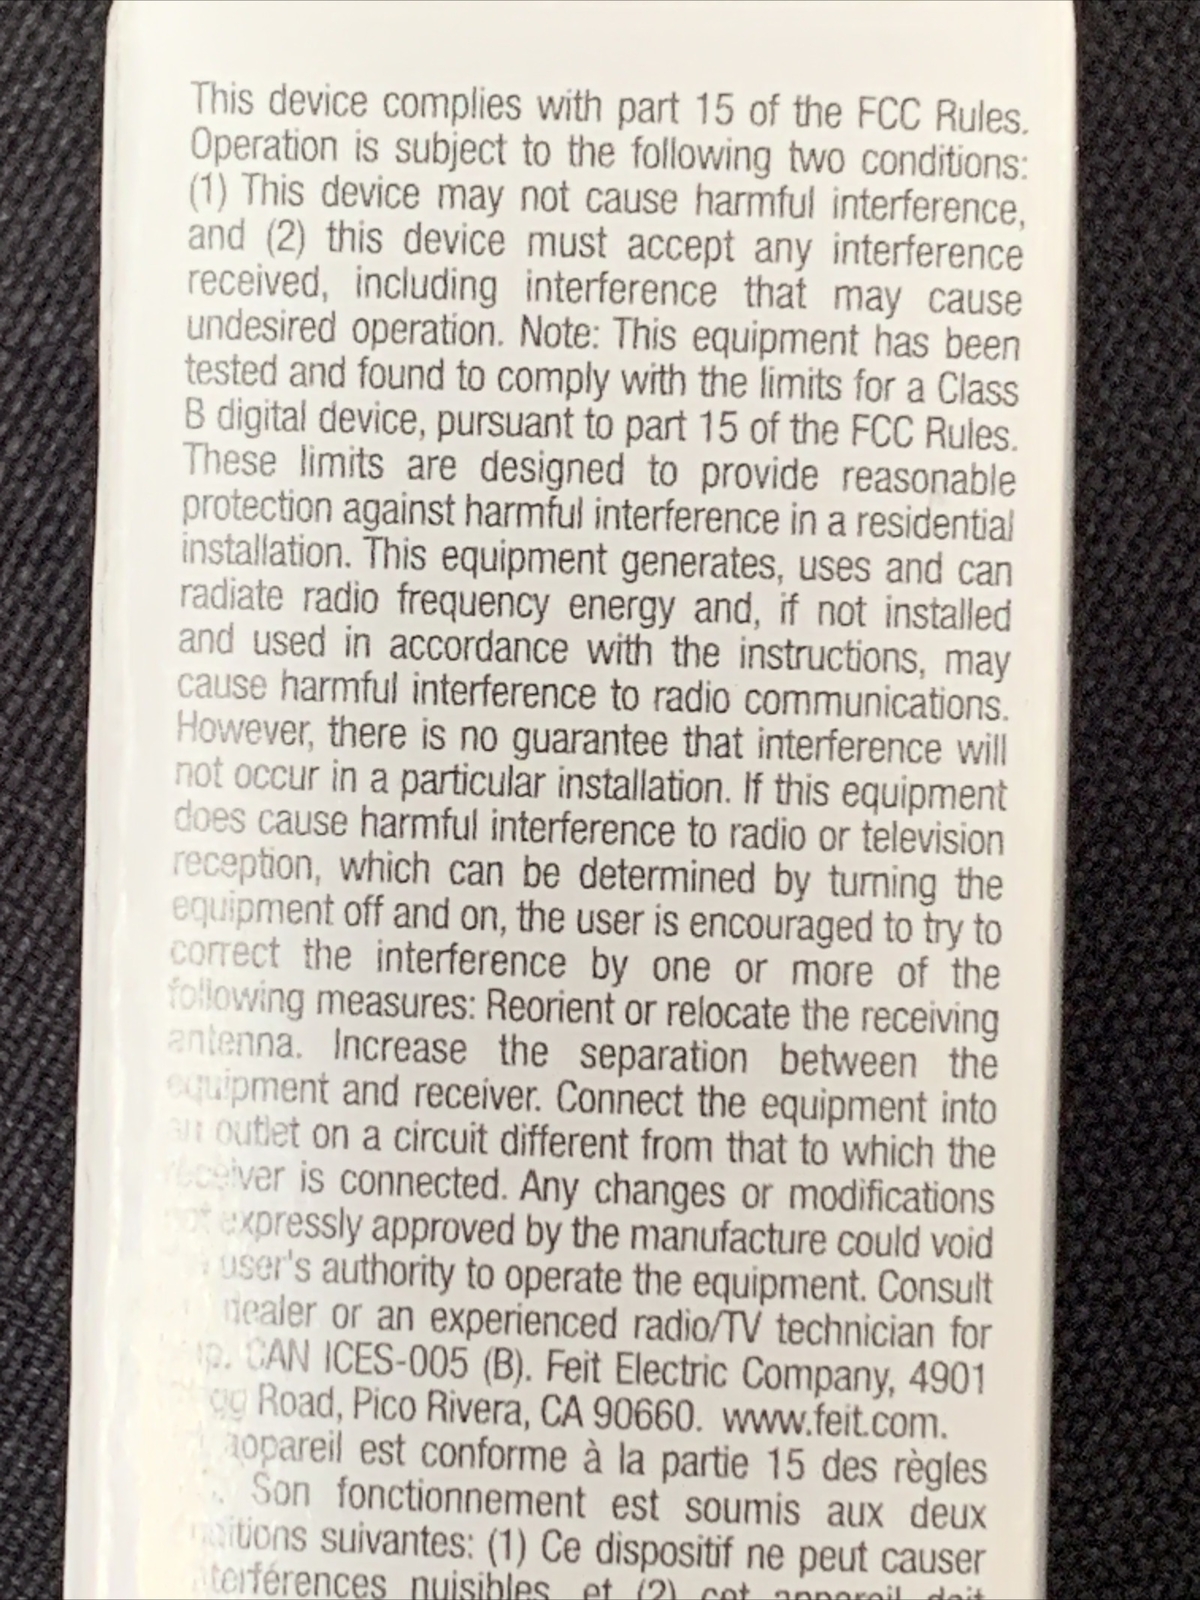 This device complies with part 15 of the FCC Rules.
Operation is subject to the following two conditions:
(1) This device may not cause harmful interference,
and (2) this device must accept any interference
received, including interference that may cause
undesired operation. Note: This equipment has been
tested and found to comply with the limits for a Class
B digital device, pursuant to part 15 of the FCC Rules.
These limits are designed to provide reasonable
protection against harmful interference in a residential
installation. This equipment generates, uses and can
radiate radio frequency energy and, if not installed
and used in accordance with the instructions, may
cause harmful interference to radio communications.
However, there is no guarantee that interference will
not occur in a particular installation. If this equipment
does cause harmful interference to radio or television
reception, which can be determined by turning the
equipment off and on, the user is encouraged to try to
correct the interference by one or more of the
following measures: Reorient or relocate the receiving
antenna. Increase the separation between the
equipment and receiver. Connect the equipment into
an outlet on a circuit different from that to which the
receiver is connected. Any changes or modifications
not expressly approved by the manufacture could void
user's authority to operate the equipment. Consult
dealer or an experienced radio/TV technician for
CAN ICES-005 (B). Feit Electric Company, 4901
Road, Pico Rivera, CA 90660. www.feit.com.
appareil est conforme à la partie 15 des règles
Son fonctionnement est soumis aux deux
suivantes: (1) Ce dispositif ne peut causer
nuisibles, et (2) cet appareil doit